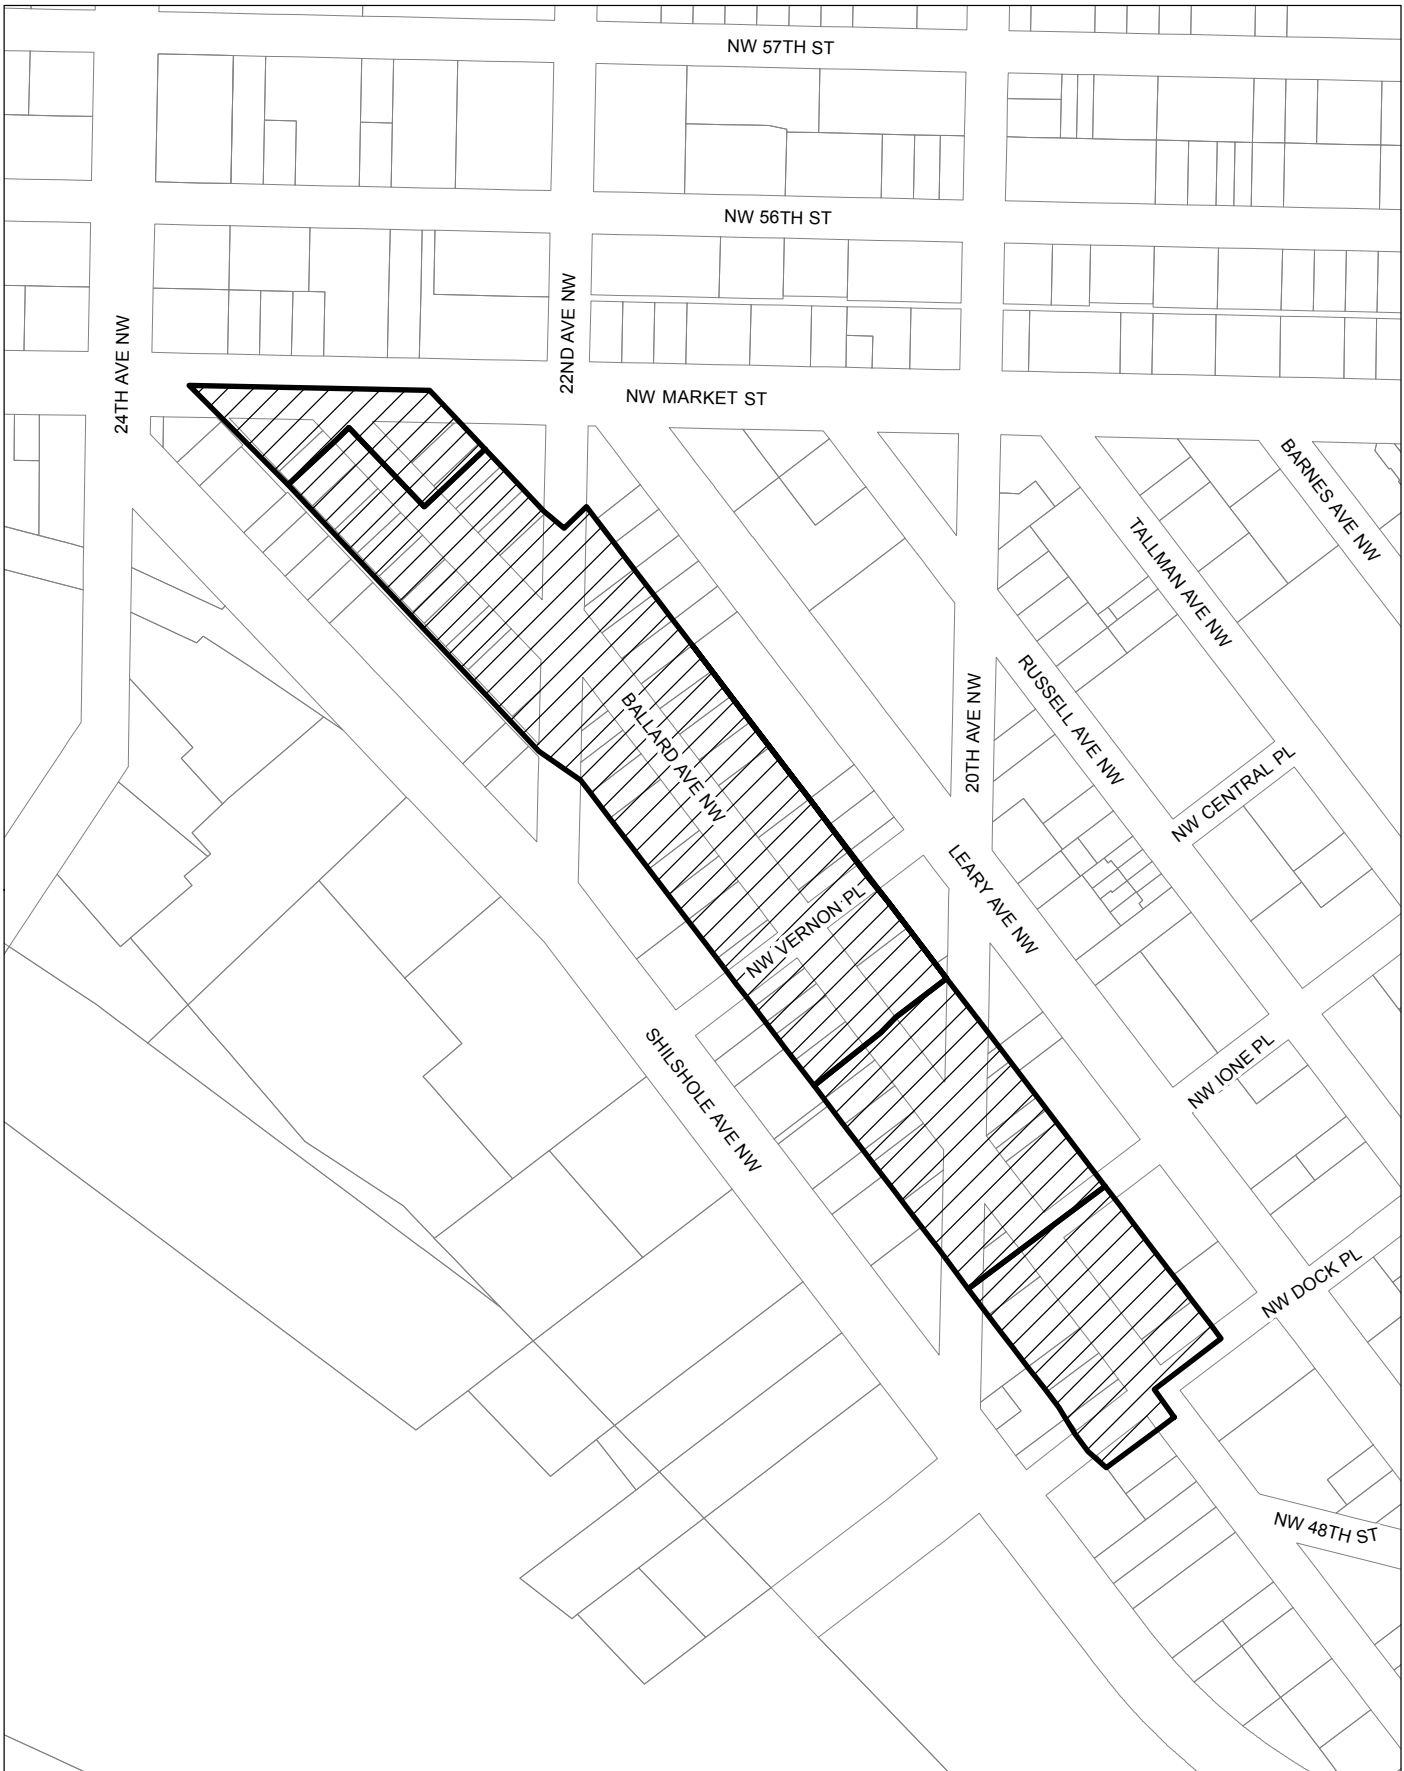 NW 57TH ST
NW 56TH ST
22ND AVE NW
24TH AVE NW
NW MARKET ST
BARNES AVE NW
TALLMAN AVE NW
RUSSELL AVE NW
20TH AVE NW
BALLARD AVE NW
NW CENTRAL PL
LEARY AVE NW
NW VERNON PL
SHILSHOLE AVE NW
NW IONE PL
NW DOCK PL
NW 48TH ST